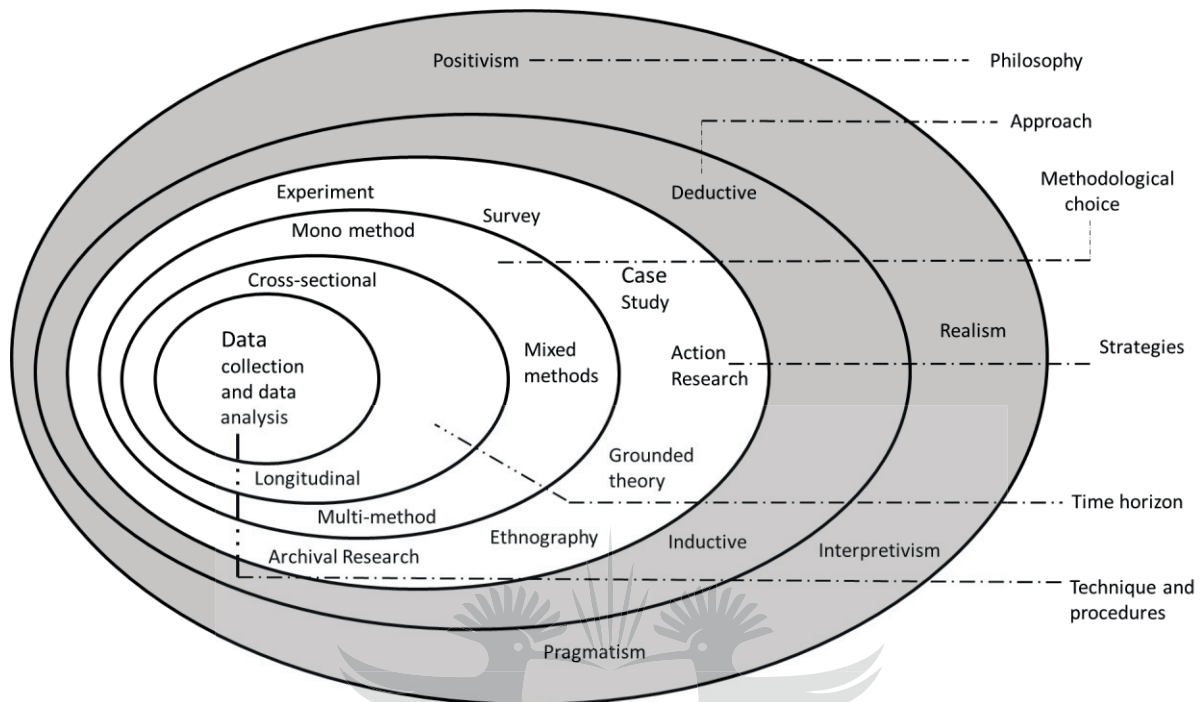 Positivism
Philosophy
Approach
Methodological
choice
Experiment
Deductive
Survey
Mono method
Cross-sectional
Case
Study
Realism
Strategies
Data
collection
and data
analysis
Mixed
methods
Action
Research
Grounded
theory
Longitudinal
Time horizon
Multi-method
Ethnography
Inductive
Interpretivism
Archival Research
Technique and
procedures
Pragmatism